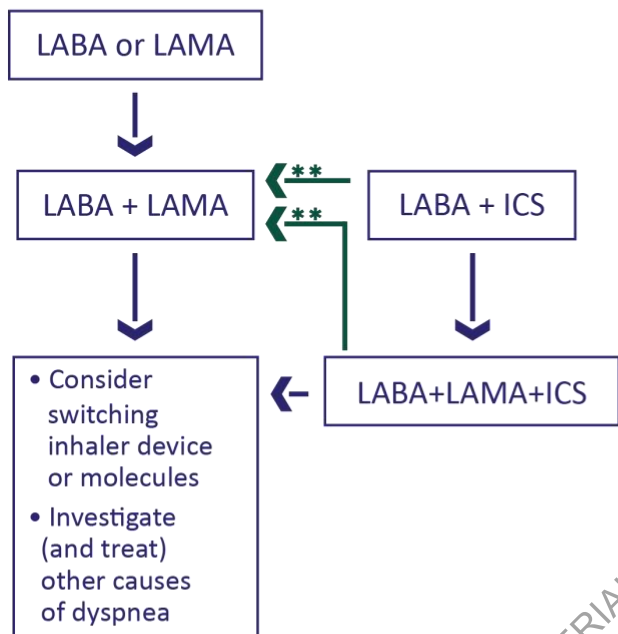 LABA or LAMA
LABA + LAMA
**
**
LABA + ICS
• Consider
switching
inhaler device
or molecules
• Investigate
(and treat)
other causes
of dyspnea
LABA+LAMA+ICS